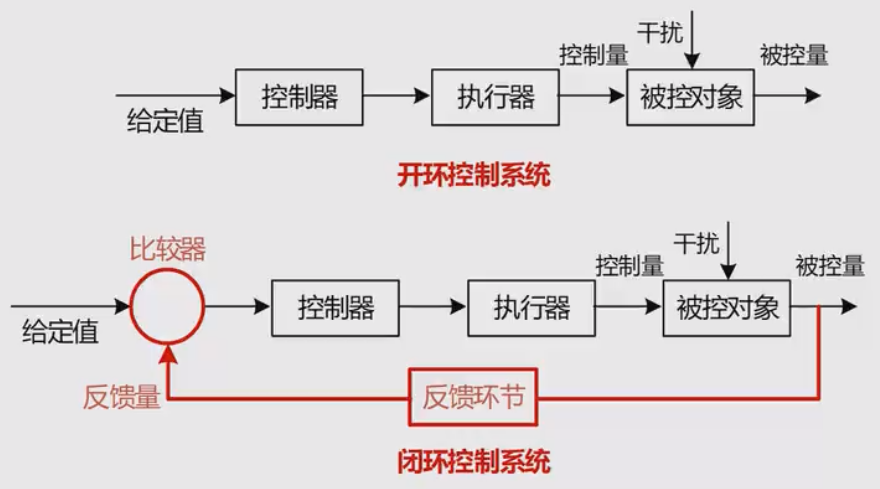 干扰
控制量
被控量
给定值
控制器
执行器
被控对象
开环控制系统
比较器
干扰
控制量
被控量
给定值
控制器
执行器
被控对象
反馈量
反馈环节
闭环控制系统